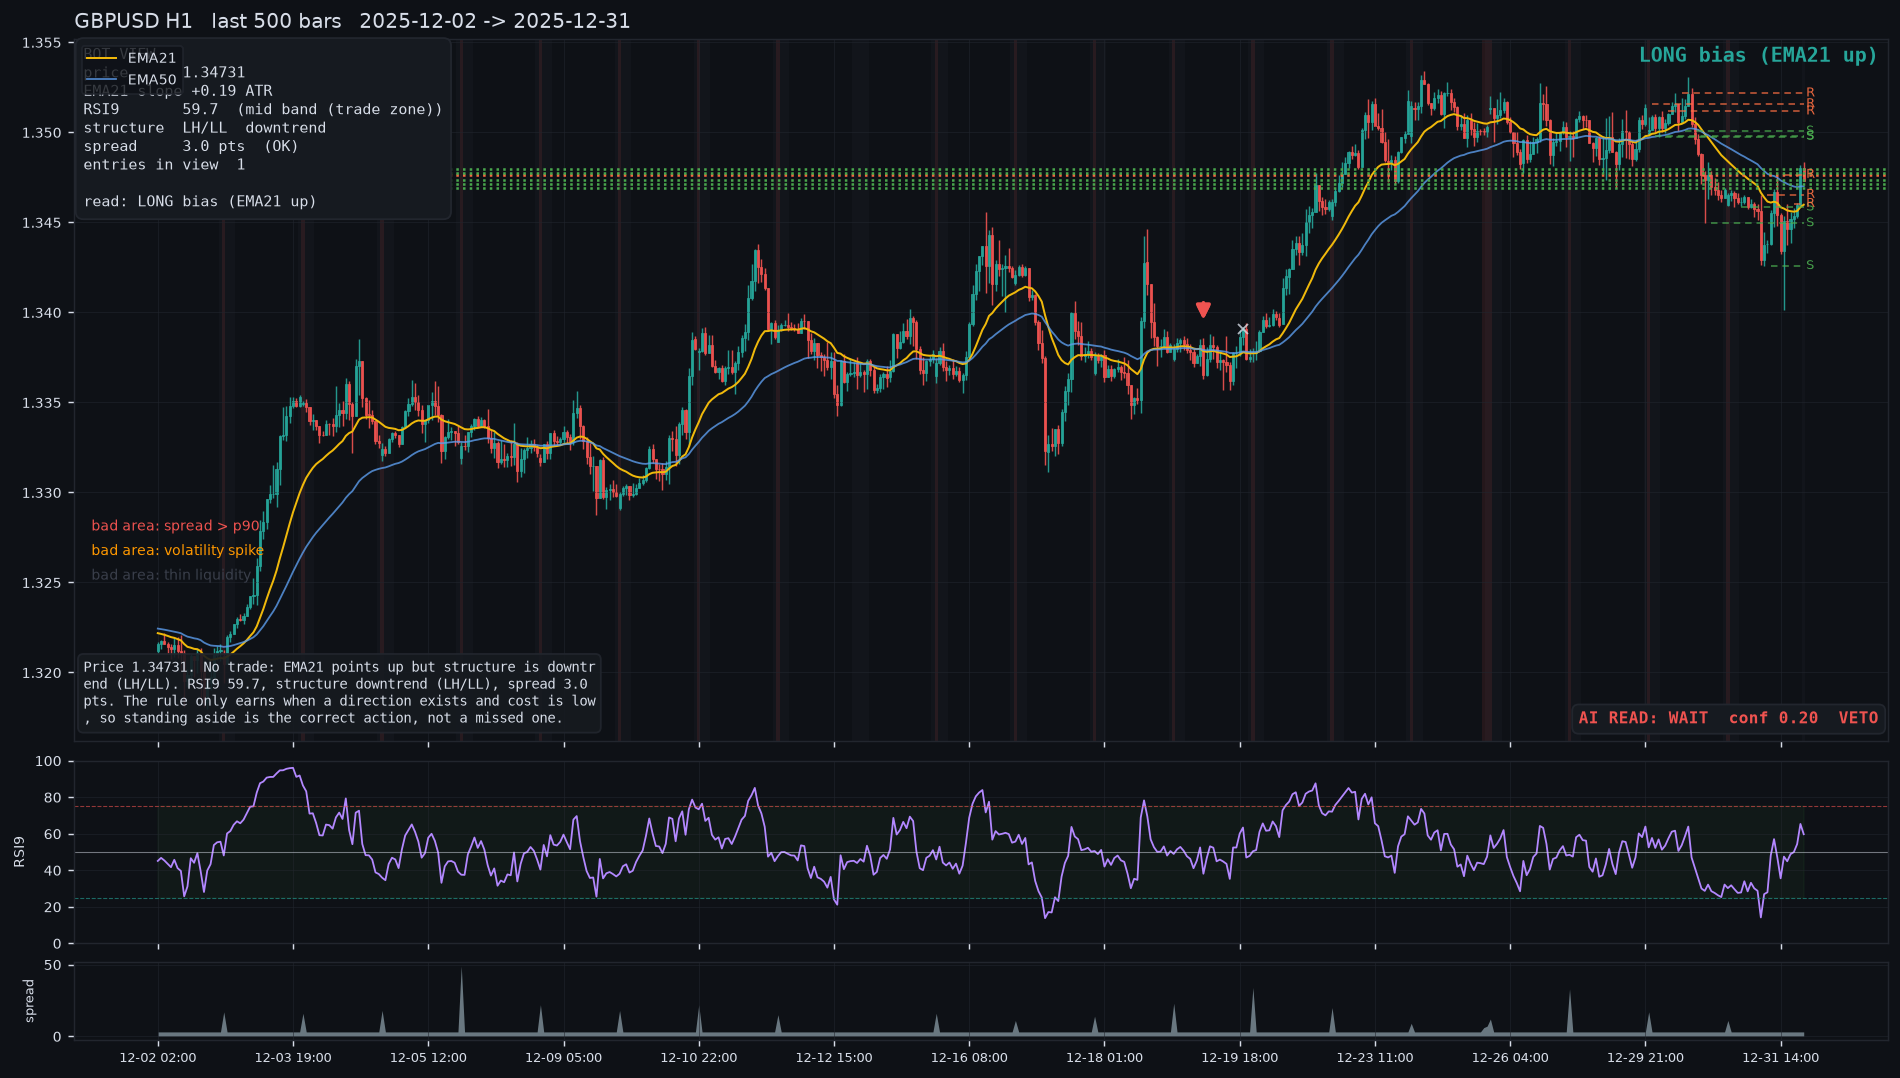 GBPUSD H1   last 500 bars   2025-12-02 -> 2025-12-31
BOT VIEW
EMA21
price 1.34731
EMA50
EMA21 slope +0.19 ATR
RSI9 59.7 (mid band (trade zone))
structure LH/LL downtrend
spread 3.0 pts (OK)
entries in view 1
read: LONG bias (EMA21 up)
LONG bias (EMA21 up)
1.355
1.350
1.345
1.340
1.335
1.330
1.325
1.320
R
R
R
S
S
R
R
R
S
S
S
bad area: spread > p90
bad area: volatility spike
bad area: thin liquidity
Price 1.34731. No trade: EMA21 points up but structure is downtr
end (LH/LL). RSI9 59.7, structure downtrend (LH/LL), spread 3.0
pts. The rule only earns when a direction exists and cost is low
, so standing aside is the correct action, not a missed one.
AI READ: WAIT  conf 0.20  VETO
RSI9
100
80
60
40
20
0
spread
50
0
12-02 02:00
12-03 19:00
12-05 12:00
12-09 05:00
12-10 22:00
12-12 15:00
12-16 08:00
12-18 01:00
12-19 18:00
12-23 11:00
12-26 04:00
12-29 21:00
12-31 14:00